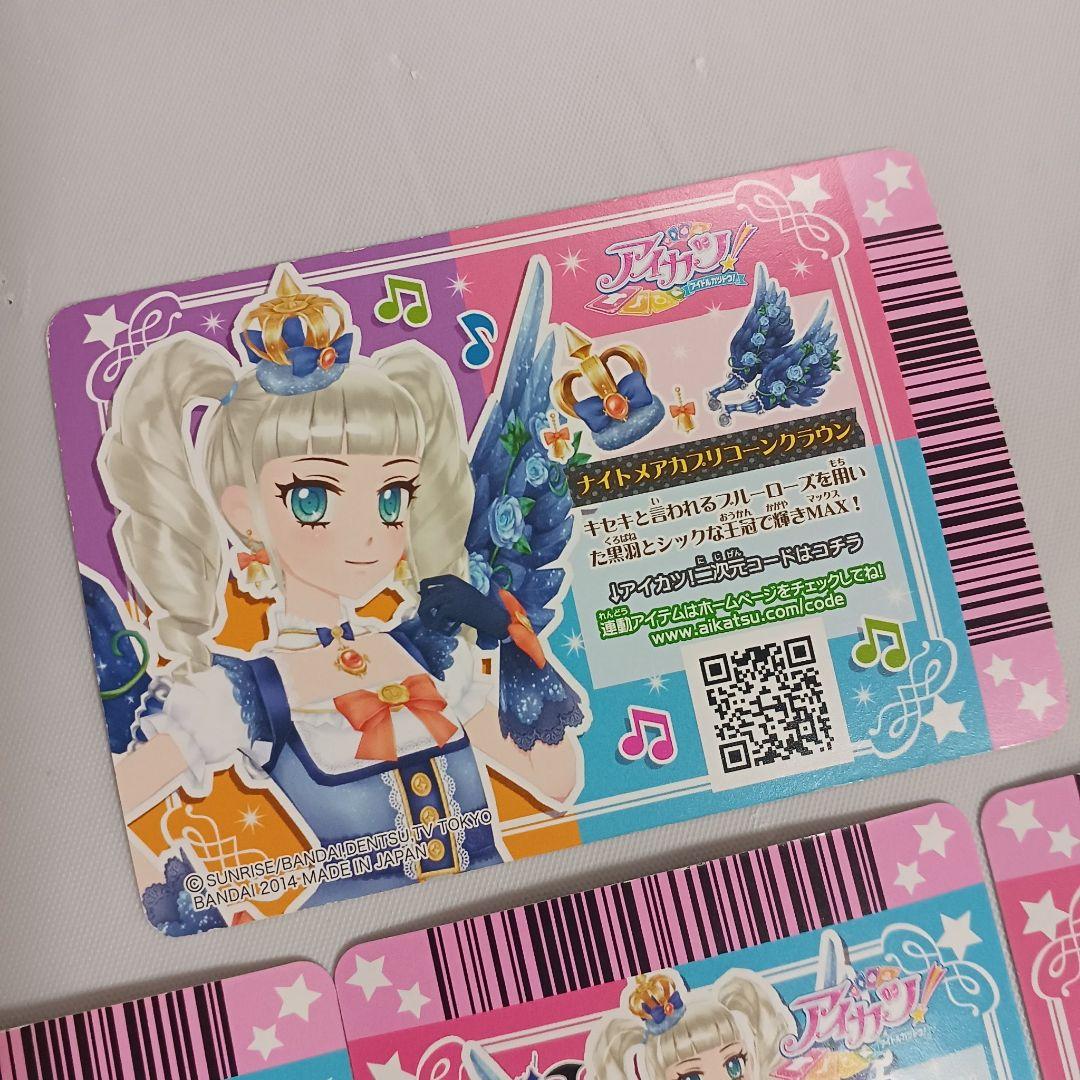 アイカツ!
アイドルカツドウ!
ナイトメアカプリコーンクラウン
キセキと言われるブルーローズを用い
た黒羽とシックな王冠で輝きMAX!
↓アイカツ!二次元コードはコチラ
連動アイテムはホームページをチェックしてね!
www.aikatsu.com/code
©SUNRISE/BANDAI,DENTSU,TV TOKYO
BANDAI 2014 MADE IN JAPAN
アイカツ!